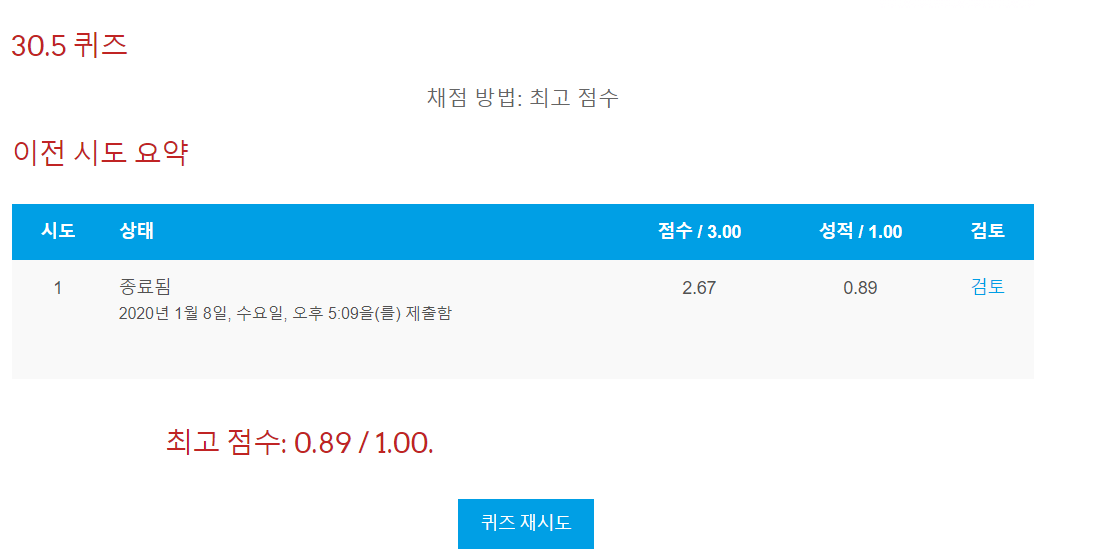 30.5 퀴즈
채점 방법: 최고 점수
이전 시도 요약
시도 상태 점수 / 3.00 성적 / 1.00 검토
1 종료됨 2.67 0.89 검토
2020년 1월 8일, 수요일, 오후 5:09을(를) 제출함
최고 점수: 0.89 / 1.00.
퀴즈 재시도